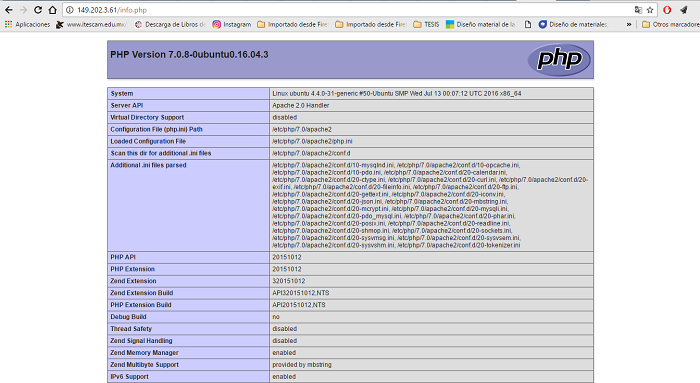 149.202.3.61/info.php
Aplicaciones www.itescam.edu.mx/ Descarga de Libros de Instagram Importado desde Fire Importado desde Fire TESIS Diseño material de la Diseño de materiales. Otros marcadores
PHP Version 7.0.8-0ubuntu0.16.04.3
php
System Linux ubuntu 4.4.0-31-generic #50-Ubuntu SMP Wed Jul 13 00:07:12 UTC 2016 x86_64
Server API Apache 2.0 Handler
Virtual Directory Support disabled
Configuration File (php.ini) Path /etc/php/7.0/apache2
Loaded Configuration File /etc/php/7.0/apache2/php.ini
Scan this dir for additional .ini files /etc/php/7.0/apache2/conf.d
Additional .ini files parsed /etc/php/7.0/apache2/conf.d/10-mysqlnd.ini, /etc/php/7.0/apache2/conf.d/10-opcache.ini,
/etc/php/7.0/apache2/conf.d/10-pdo.ini, /etc/php/7.0/apache2/conf.d/20-calendar.ini,
/etc/php/7.0/apache2/conf.d/20-ctype.ini, /etc/php/7.0/apache2/conf.d/20-curl.ini, /etc/php/7.0/apache2/conf.d/20-
exif.ini, /etc/php/7.0/apache2/conf.d/20-fileinfo.ini, /etc/php/7.0/apache2/conf.d/20-ftp.ini,
/etc/php/7.0/apache2/conf.d/20-gettext.ini, /etc/php/7.0/apache2/conf.d/20-iconv.ini,
/etc/php/7.0/apache2/conf.d/20-json.ini, /etc/php/7.0/apache2/conf.d/20-mbstring.ini,
/etc/php/7.0/apache2/conf.d/20-mcrypt.ini, /etc/php/7.0/apache2/conf.d/20-mysqli.ini,
/etc/php/7.0/apache2/conf.d/20-pdo_mysql.ini, /etc/php/7.0/apache2/conf.d/20-phar.ini,
/etc/php/7.0/apache2/conf.d/20-posix.ini, /etc/php/7.0/apache2/conf.d/20-readline.ini,
/etc/php/7.0/apache2/conf.d/20-shmop.ini, /etc/php/7.0/apache2/conf.d/20-sockets.ini,
/etc/php/7.0/apache2/conf.d/20-sysvmsg.ini, /etc/php/7.0/apache2/conf.d/20-sysvsem.ini,
/etc/php/7.0/apache2/conf.d/20-sysvshm.ini, /etc/php/7.0/apache2/conf.d/20-tokenizer.ini
PHP API 20151012
PHP Extension 20151012
Zend Extension 320151012
Zend Extension Build API320151012,NTS
PHP Extension Build API20151012,NTS
Debug Build no
Thread Safety disabled
Zend Signal Handling disabled
Zend Memory Manager enabled
Zend Multibyte Support provided by mbstring
IPv6 Support enabled